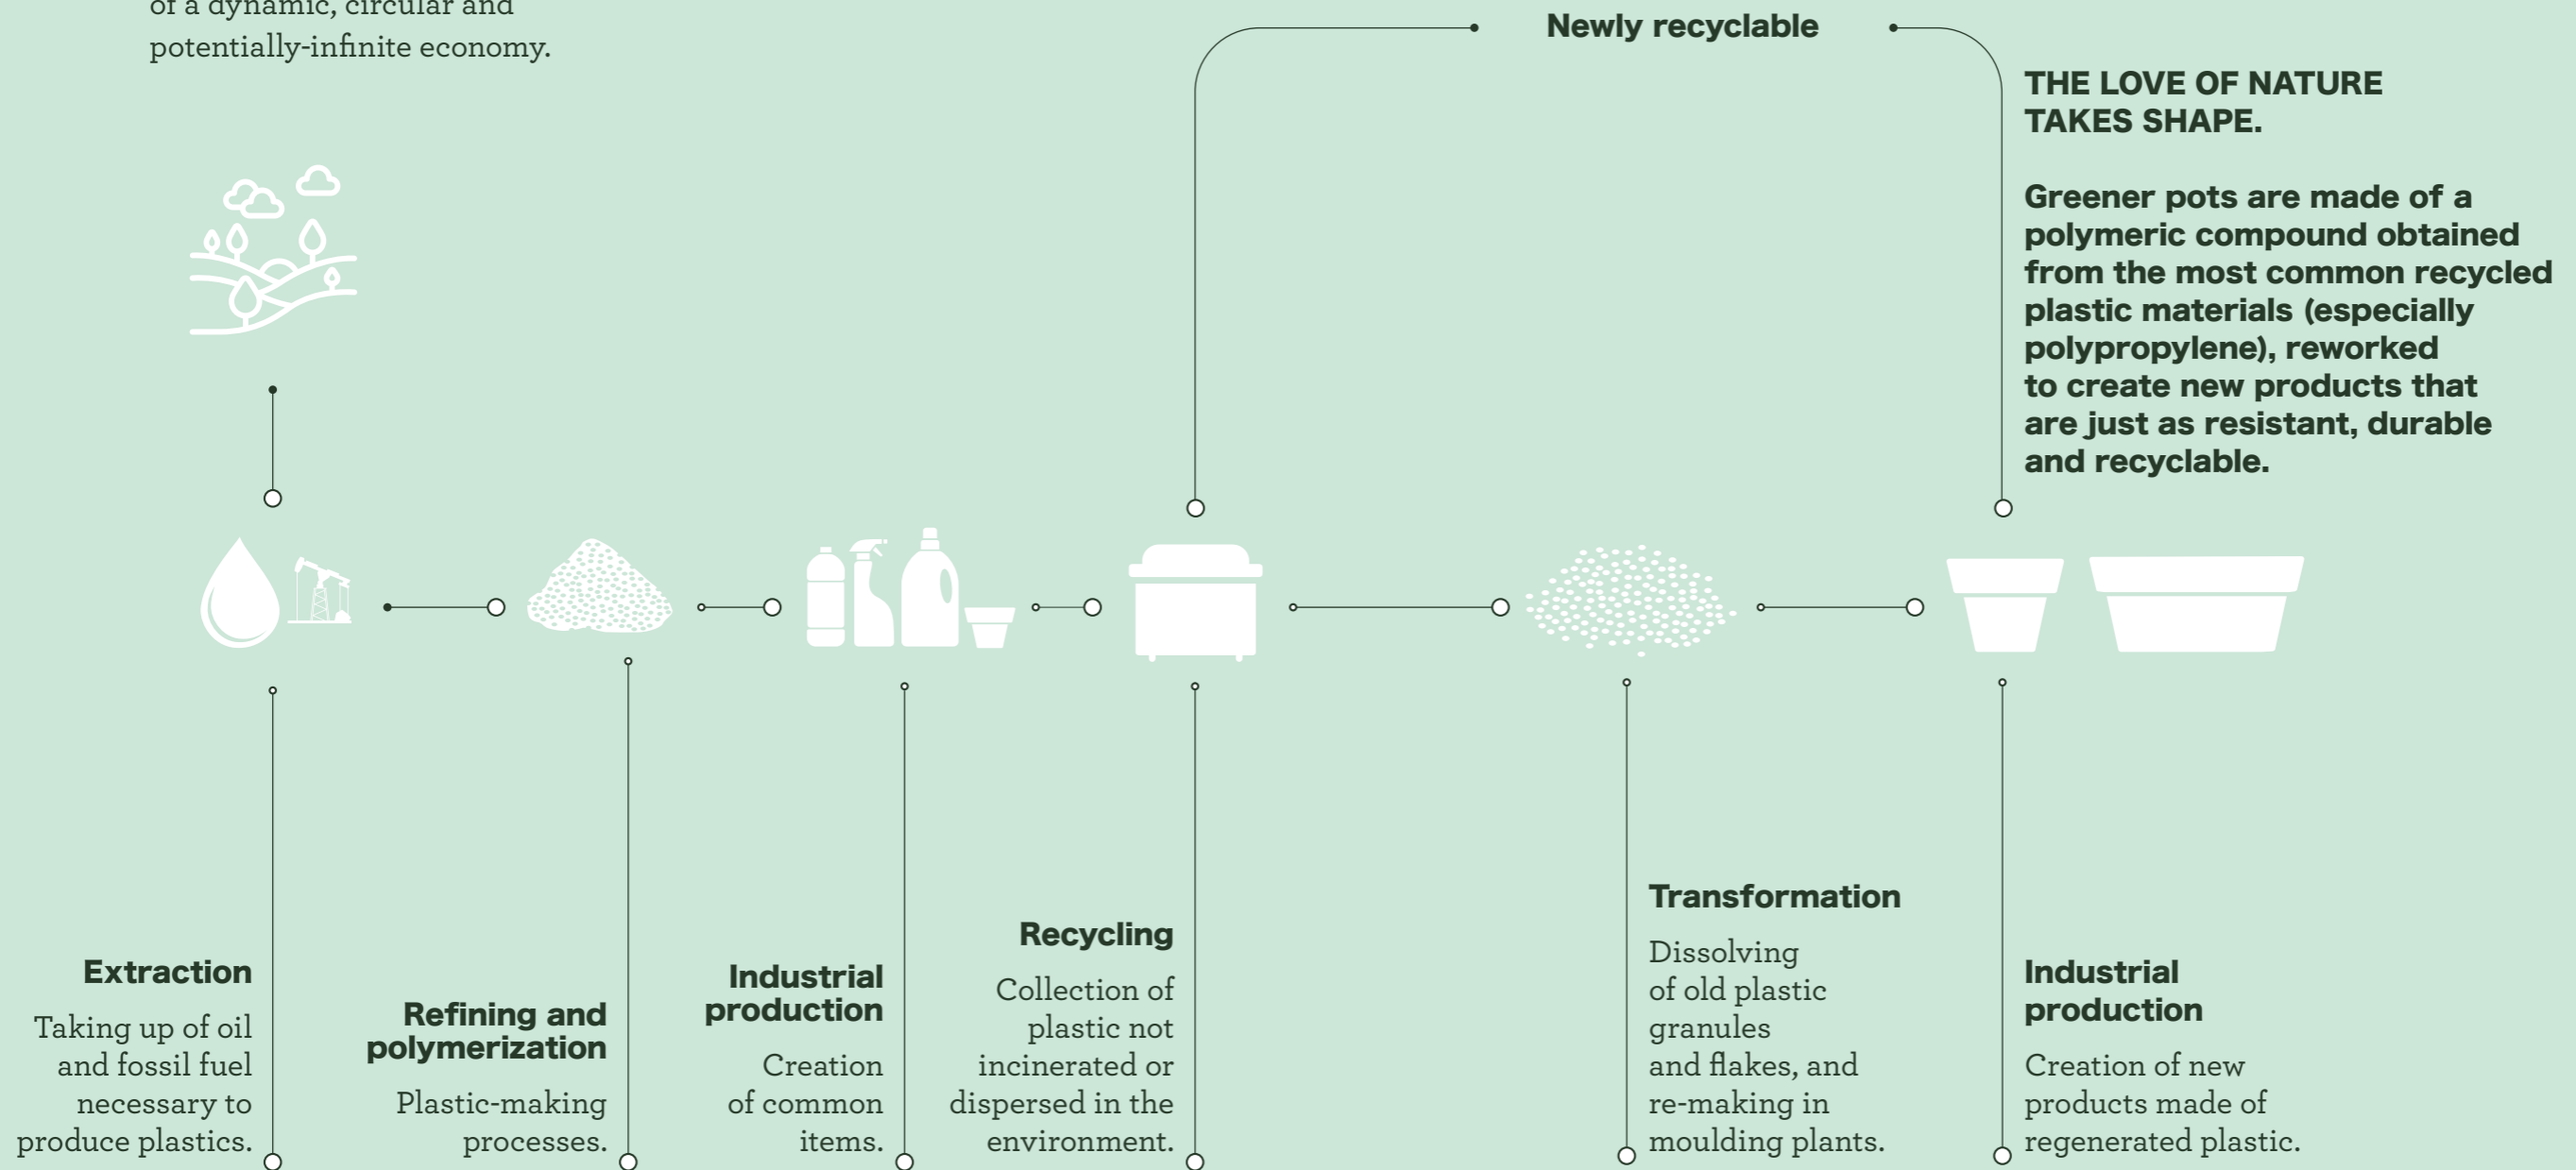 of a dynamic, circular and
potentially-infinite economy.
Newly recyclable
THE LOVE OF NATURE
TAKES SHAPE.
Greener pots are made of a
polymeric compound obtained
from the most common recycled
plastic materials (especially
polypropylene), reworked
to create new products that
are just as resistant, durable
and recyclable.
Extraction
Taking up of oil
and fossil fuel
necessary to
produce plastics.
Refining and
polymerization
Plastic-making
processes.
Industrial
production
Creation
of common
items.
Recycling
Collection of
plastic not
incinerated or
dispersed in the
environment.
Transformation
Dissolving
of old plastic
granules
and flakes, and
re-making in
moulding plants.
Industrial
production
Creation of new
products made of
regenerated plastic.